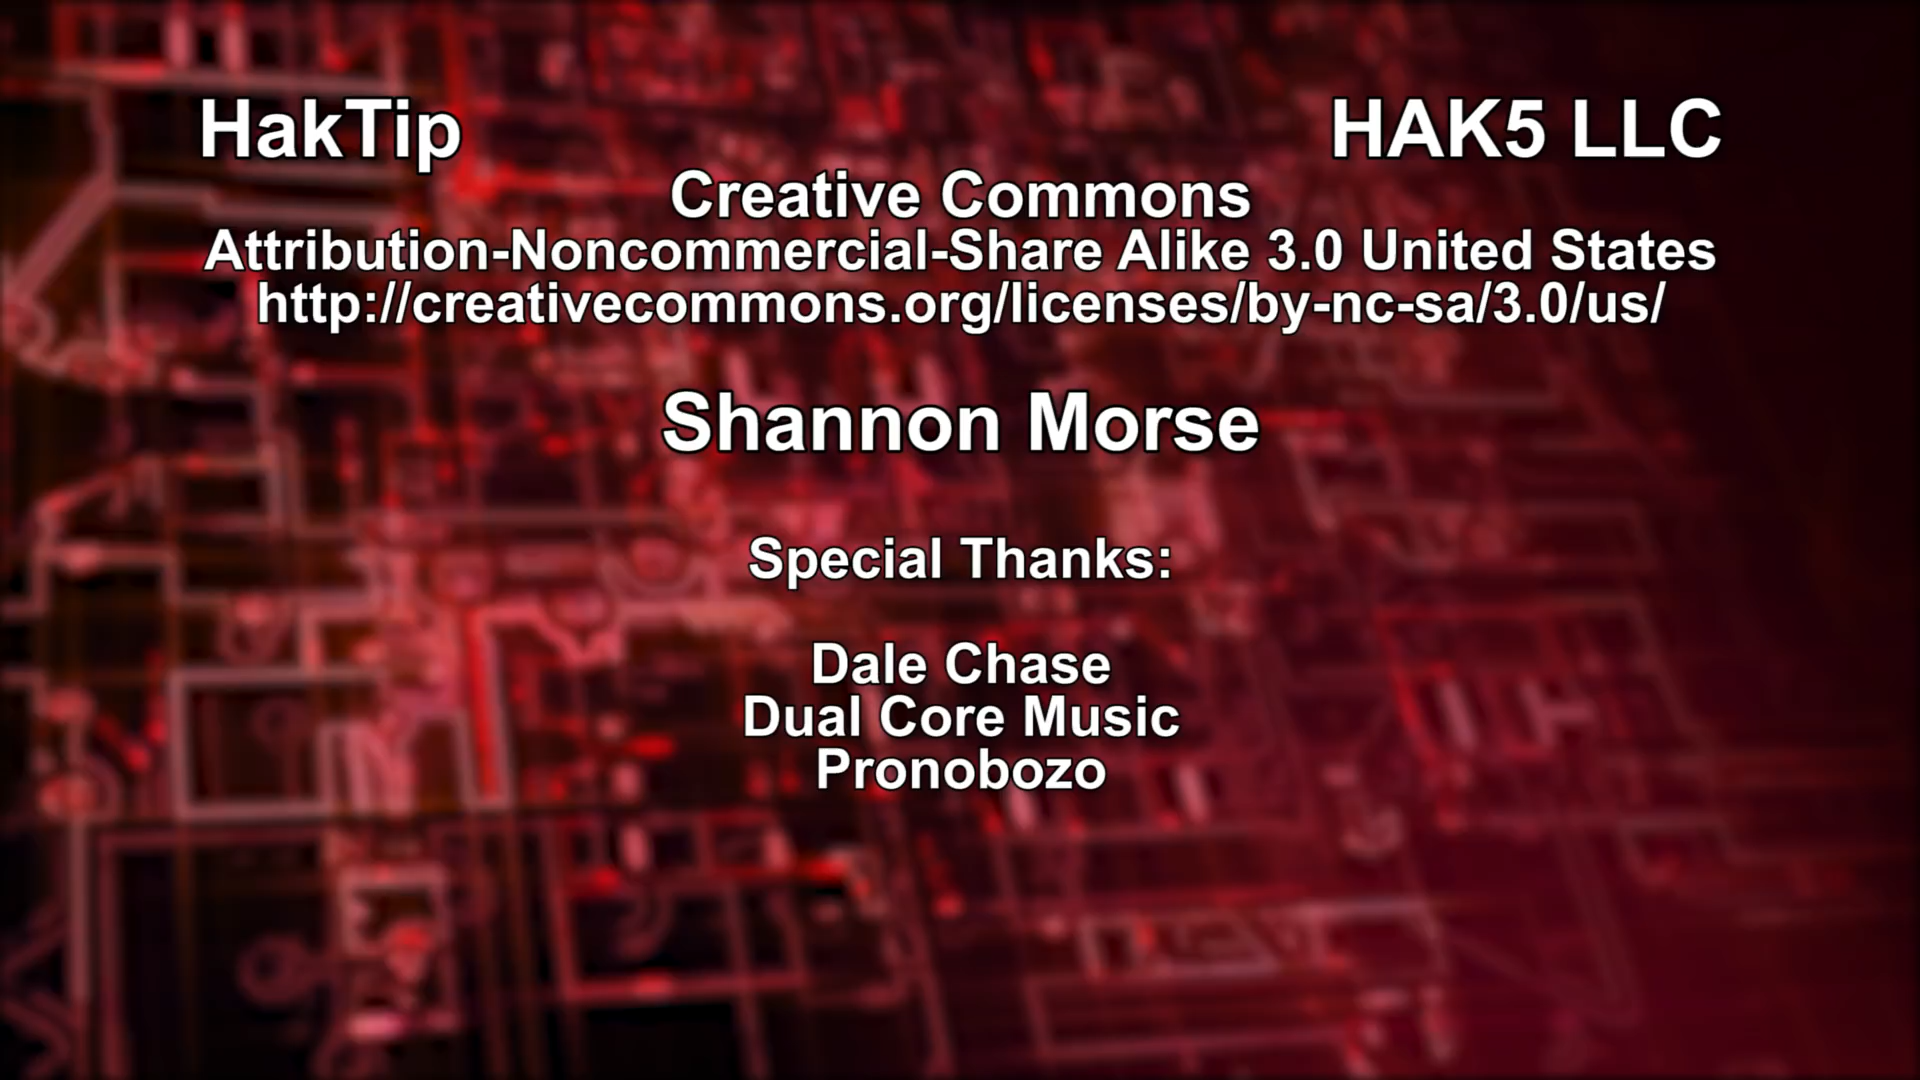 HakTip HAK5 LLC
Creative Commons
Attribution-Noncommercial-Share Alike 3.0 United States
http://creativecommons.org/licenses/by-nc-sa/3.0/us/
Shannon Morse
Special Thanks:
Dale Chase
Dual Core Music
Pronobozo